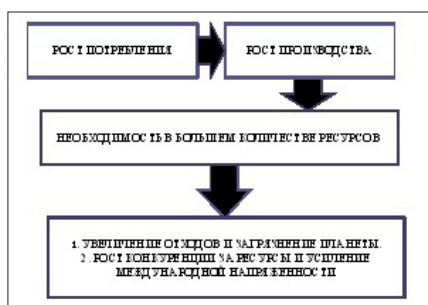 РОСТ ПОТРЕБЛЕНИЯ
РОСТ ПРОИЗВОДСТВА
НЕОБХОДИМОСТЬ В БОЛЬШЕМ КОЛИЧЕСТВЕ РЕСУРСОВ
1. УВЕЛИЧЕНИЕ ОТХОДОВ И ЗАГРЯЗНЕНИЕ ПЛАНЕТЫ.
2. РОСТ КОНКУРЕНЦИИ ЗА РЕСУРСЫ И УСИЛЕНИЕ
МЕЖДУНАРОДНОЙ НАПРЯЖЕННОСТИ